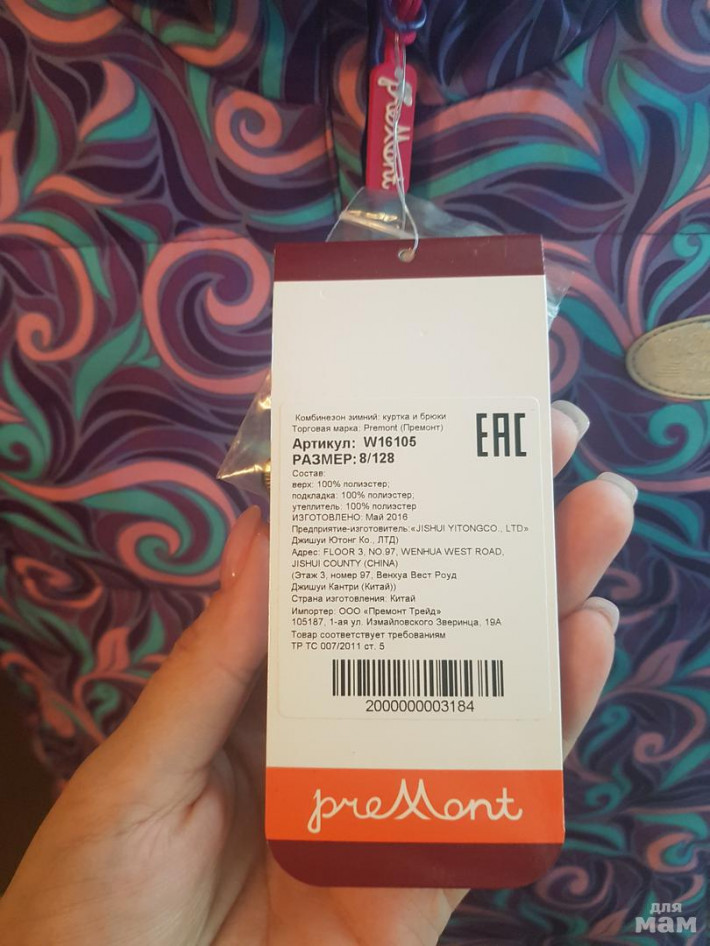 preMont
Комбинезон зимний: куртка и брюки
Торговая марка: Premont (Премонт)
Артикул: W16105
РАЗМЕР: 8/128
EAC
Состав:
верх: 100% полиэстер;
подкладка: 100% полиэстер;
утеплитель: 100% полиэстер
ИЗГОТОВЛЕНО: Май 2016
Предприятие-изготовитель:«JISHUI YITONGCO., LTD»
Джишуи Ютонг Ко., ЛТД)
Адрес: FLOOR 3, NO.97, WENHUA WEST ROAD,
JISHUI COUNTY (CHINA)
(Этаж 3, номер 97, Венхуа Вест Роуд
Джишуи Кантри (Китай))
Страна изготовления: Китай
Импортер: ООО «Премонт Трейд»
105187, 1-ая ул. Измайловского Зверинца, 19А
Товар соответствует требованиям
ТР ТС 007/2011 ст. 5
2000000003184
preMont
для
мам